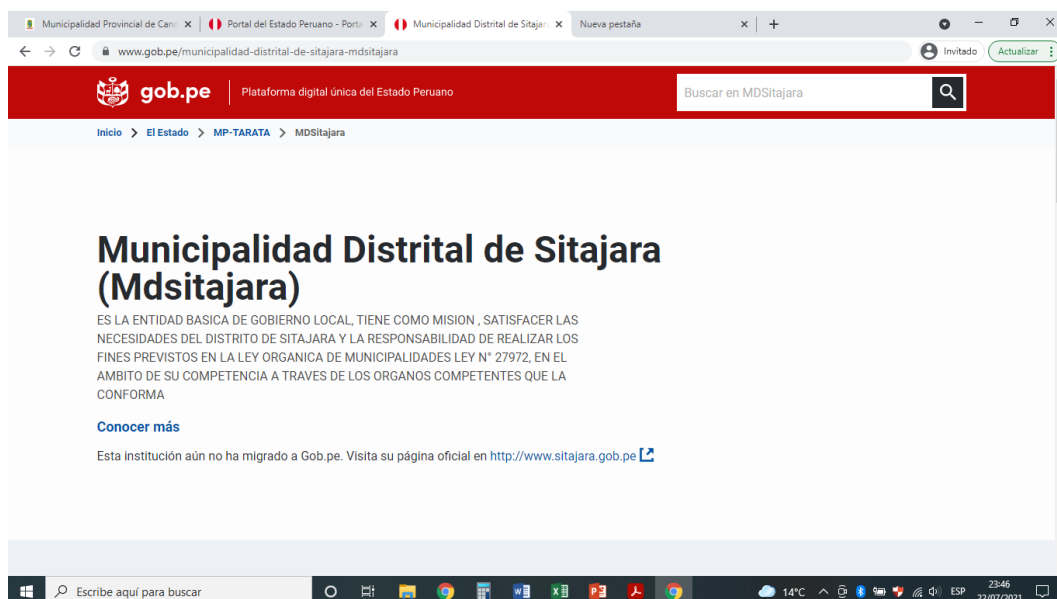 Municipalidad Provincial de Canc
Portal del Estado Peruano - Porta
Municipalidad Distrital de Sitajar
Nueva pestaña
www.gob.pe/municipalidad-distrital-de-sitajara-mdsitajara
Invitado
Actualizar
gob.pe
Plataforma digital única del Estado Peruano
Buscar en MDSitajara
Inicio > El Estado > MP-TARATA > MDSitajara
Municipalidad Distrital de Sitajara
(Mdsitajara)
ES LA ENTIDAD BASICA DE GOBIERNO LOCAL, TIENE COMO MISION , SATISFACER LAS
NECESIDADES DEL DISTRITO DE SITAJARA Y LA RESPONSABILIDAD DE REALIZAR LOS
FINES PREVISTOS EN LA LEY ORGANICA DE MUNICIPALIDADES LEY N° 27972, EN EL
AMBITO DE SU COMPETENCIA A TRAVES DE LOS ORGANOS COMPETENTES QUE LA
CONFORMA
Conocer más
Esta institución aún no ha migrado a Gob.pe. Visita su página oficial en http://www.sitajara.gob.pe
Escribe aquí para buscar
14°C
ESP
23:46
22/07/2021